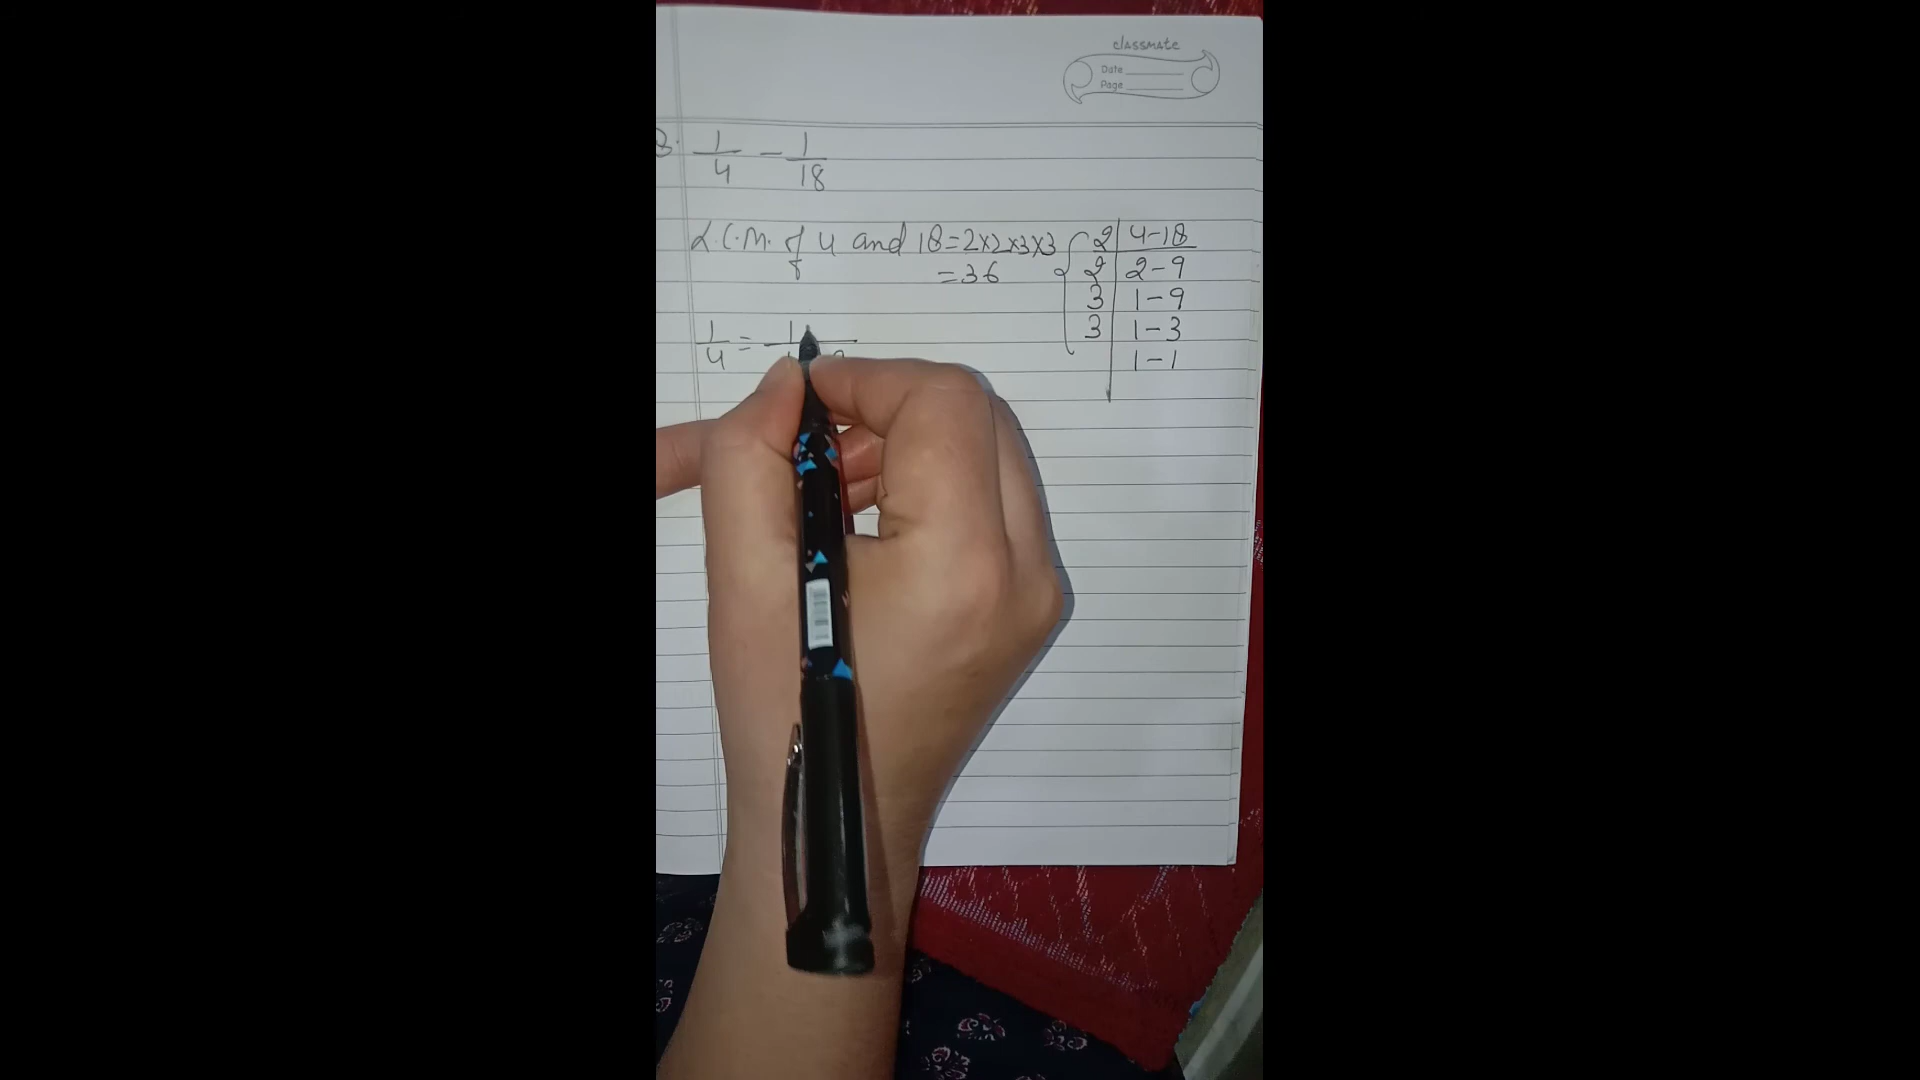 classmate
Date
Page
8. 1/4 - 1/18
L.C.M. of 4 and 18 = 2×2×3×3
= 36
2 | 4-18
2 | 2-9
3 | 1-9
3 | 1-3
1-1
1/4 = 1